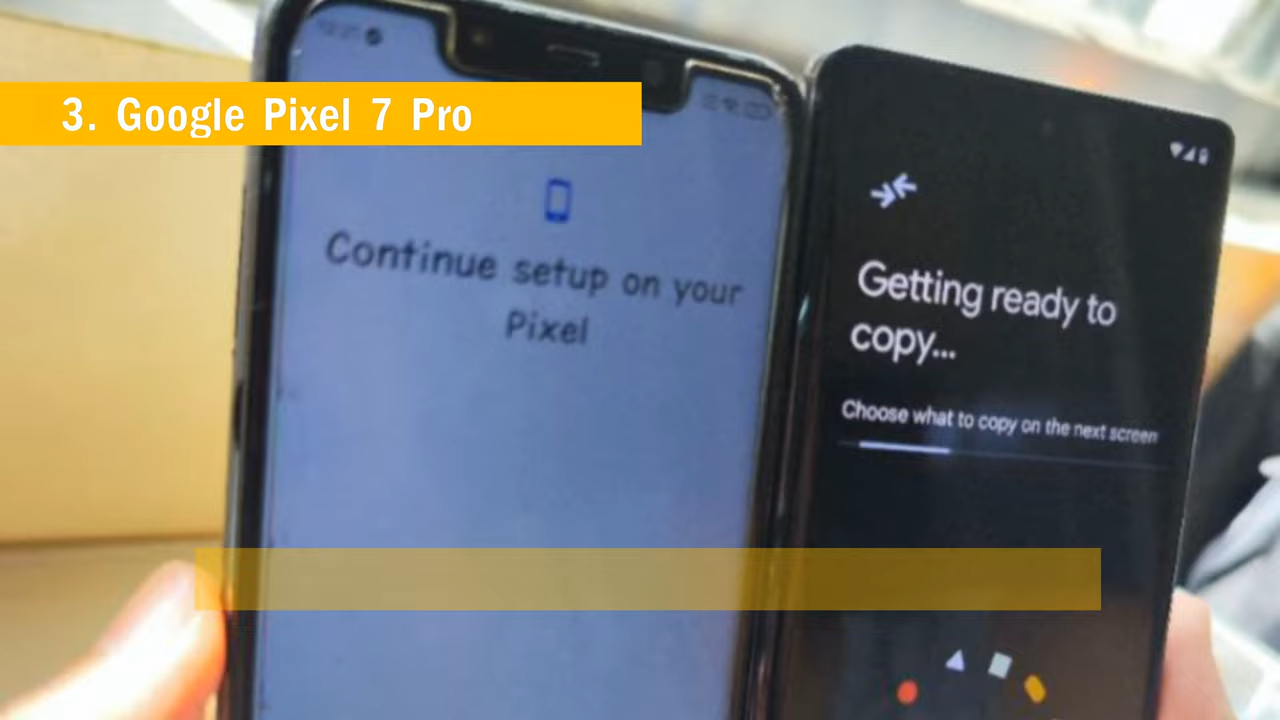 3. Google Pixel 7 Pro
Continue setup on your
Pixel
Getting ready to
copy...
Choose what to copy on the next screen